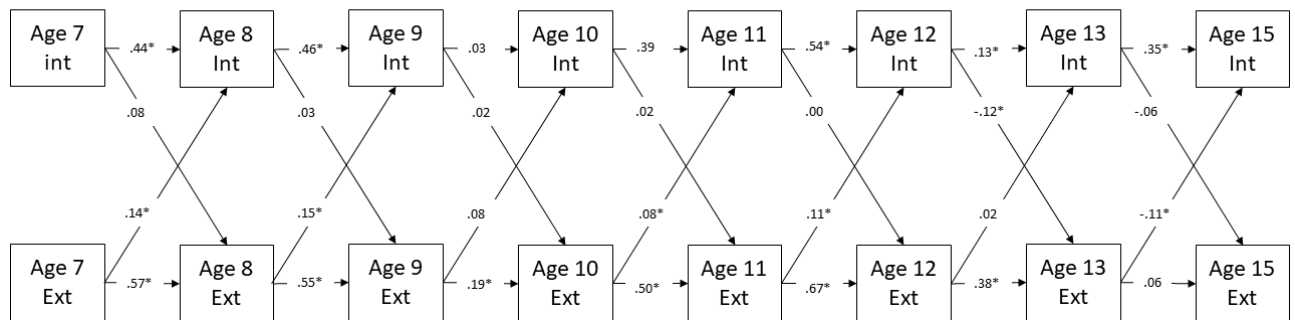 Age 7 int
Age 8 Int
Age 9 Int
Age 10 Int
Age 11 Int
Age 12 Int
Age 13 Int
Age 15 Int
.44*
.46*
.03
.39
.54*
.13*
.35*
.08
.03
.02
.02
.00
-.12*
-.06
.14*
.15*
.08
.08*
.11*
.02
-.11*
Age 7 Ext
Age 8 Ext
Age 9 Ext
Age 10 Ext
Age 11 Ext
Age 12 Ext
Age 13 Ext
Age 15 Ext
.57*
.55*
.19*
.50*
.67*
.38*
.06